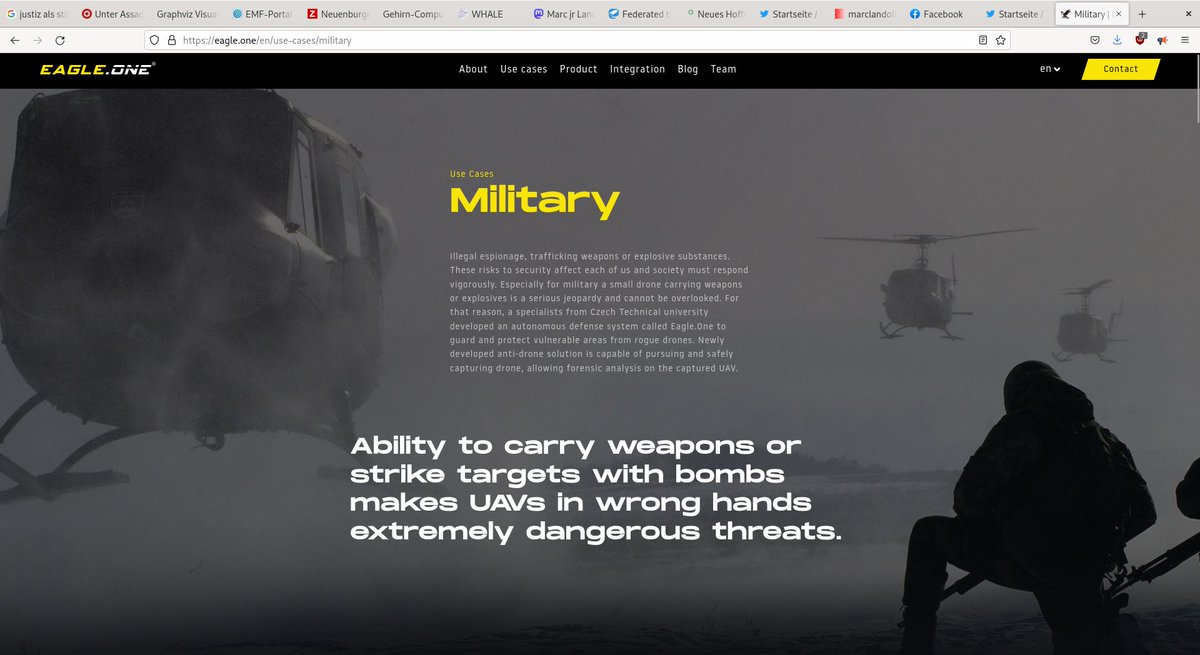 justiz als sti
Unter Assa
Graphviz Visua
EMF-Portal
Neuenburge
Gehirn-Compu
WHALE
Marc jr Lan
Federated t
Neues Hoff
Startseite /
marclandol
Facebook
Startseite /
Military | E
https://eagle.one/en/use-cases/military
EAGLE.ONE®
About
Use cases
Product
Integration
Blog
Team
en
Contact
Use Cases
Military
Illegal espionage, trafficking weapons or explosive substances.
These risks to security affect each of us and society must respond
vigorously. Especially for military a small drone carrying weapons
or explosives is a serious jeopardy and cannot be overlooked. For
that reason, a specialists from Czech Technical university
developed an autonomous defense system called Eagle.One to
guard and protect vulnerable areas from rogue drones. Newly
developed anti-drone solution is capable of pursuing and safely
capturing drone, allowing forensic analysis on the captured UAV.
Ability to carry weapons or
strike targets with bombs
makes UAVs in wrong hands
extremely dangerous threats.